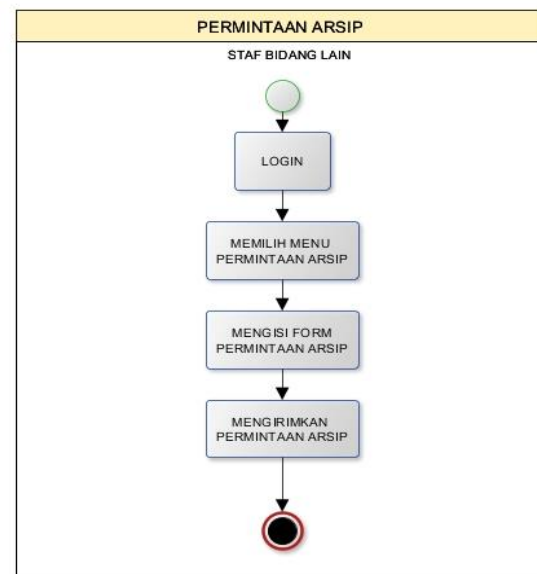 PERMINTAAN ARSIP
STAF BIDANG LAIN
LOGIN
MEMILIH MENU
PERMINTAAN ARSIP
MENGISI FORM
PERMINTAAN ARSIP
MENGIRIMKAN
PERMINTAAN ARSIP